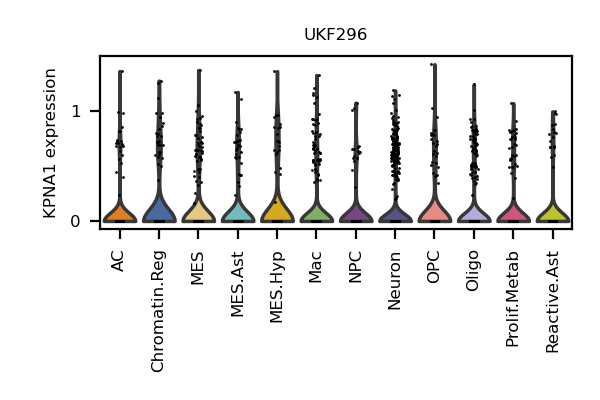 UKF296
KPNA1 expression
1
0
AC
Chromatin.Reg
MES
MES.Ast
MES.Hyp
Mac
NPC
Neuron
OPC
Oligo
Prolif.Metab
Reactive.Ast